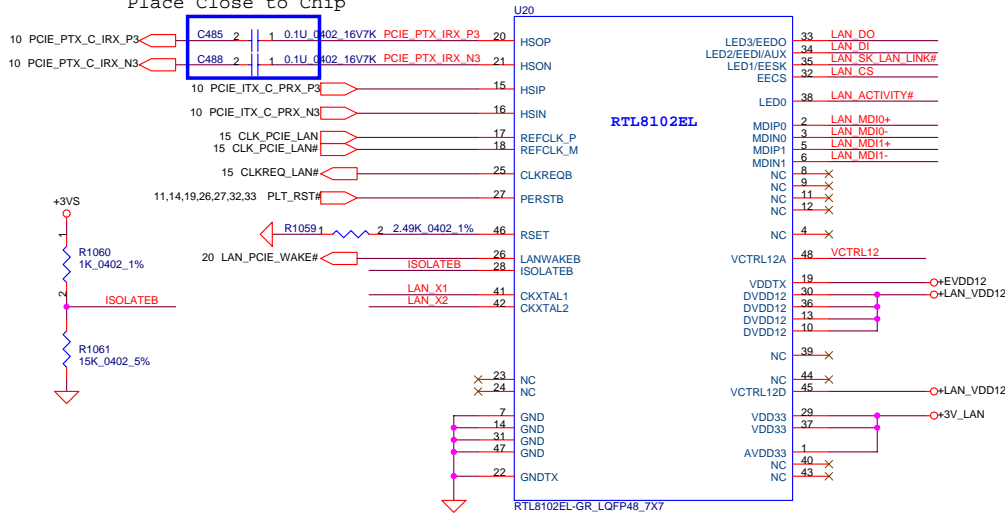 Place Close to Chip
U20
10 PCIE_PTX_C_IRX_P3 C485 2 1 0.1U_0402_16V7K PCIE_PTX_IRX_P3 20 HSOP
10 PCIE_PTX_C_IRX_N3 C488 2 1 0.1U_0402_16V7K PCIE_PTX_IRX_N3 21 HSON
10 PCIE_ITX_C_PRX_P3 15 HSIP
10 PCIE_ITX_C_PRX_N3 16 HSIN
15 CLK_PCIE_LAN 17 REFCLK_P
15 CLK_PCIE_LAN# 18 REFCLK_M
15 CLKREQ_LAN# 25 CLKREQB
11,14,19,26,27,32,33 PLT_RST# 27 PERSTB
R1059 1 2 2.49K_0402_1% 46 RSET
20 LAN_PCIE_WAKE# 26 LANWAKEB
ISOLATEB 28 ISOLATEB
LAN_X1 41 CKXTAL1
LAN_X2 42 CKXTAL2
23 NC
24 NC
7 GND
14 GND
31 GND
47 GND
22 GNDTX
+3VS
1
R1060
1K_0402_1%
2
ISOLATEB
R1061
15K_0402_5%
RTL8102EL
LED3/EEDO 33 LAN_DO
LED2/EEDI/AUX 34 LAN_DI
LED1/EESK 35 LAN_SK_LAN_LINK#
EECS 32 LAN_CS
LED0 38 LAN_ACTIVITY#
MDIP0 2 LAN_MDI0+
MDIN0 3 LAN_MDI0-
MDIP1 5 LAN_MDI1+
MDIN1 6 LAN_MDI1-
NC 8
NC 9
NC 11
NC 12
NC 4
VCTRL12A 48 VCTRL12
VDDTX 19 +EVDD12
DVDD12 30 +LAN_VDD12
DVDD12 36
DVDD12 13
DVDD12 10
NC 39
NC 44
VCTRL12D 45 +LAN_VDD12
VDD33 29 +3V_LAN
VDD33 37
AVDD33 1
NC 40
NC 43
RTL8102EL-GR_LQFP48_7X7